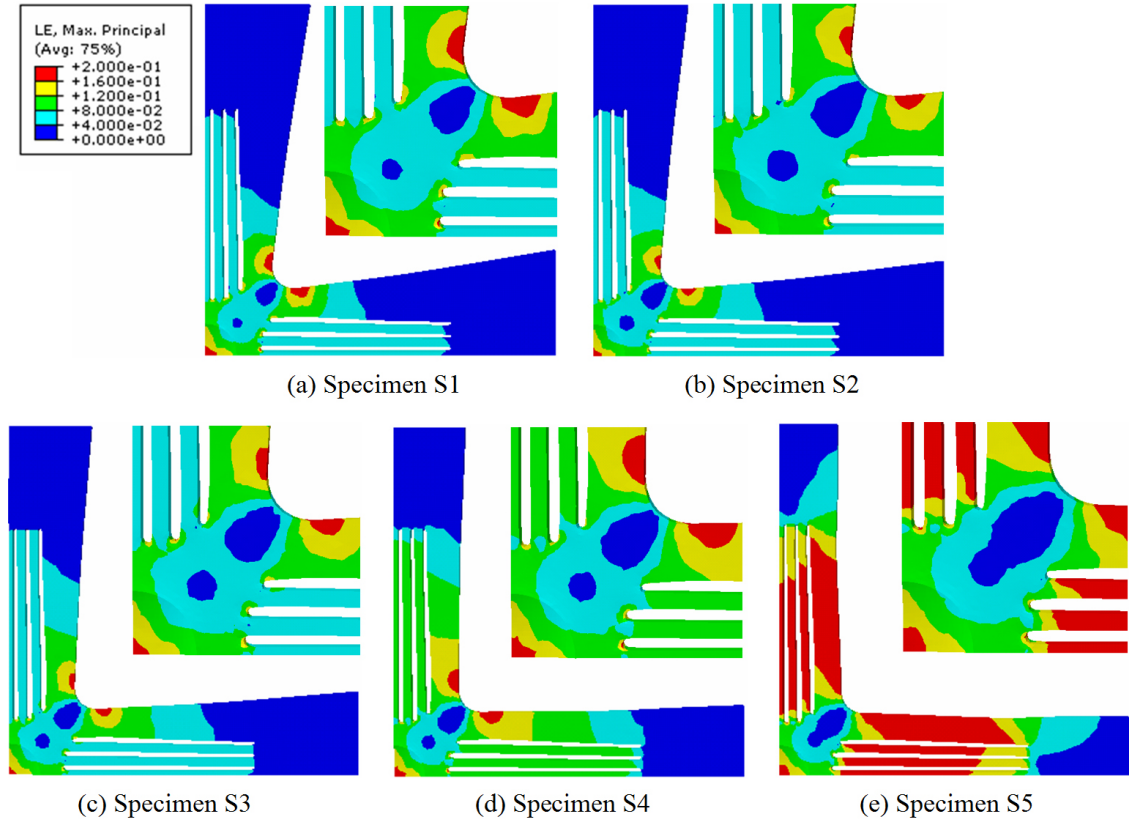 LE, Max. Principal
(Avg: 75%)
+2.000e-01
+1.600e-01
+1.200e-01
+8.000e-02
+4.000e-02
+0.000e+00
(a) Specimen S1
(b) Specimen S2
(c) Specimen S3
(d) Specimen S4
(e) Specimen S5